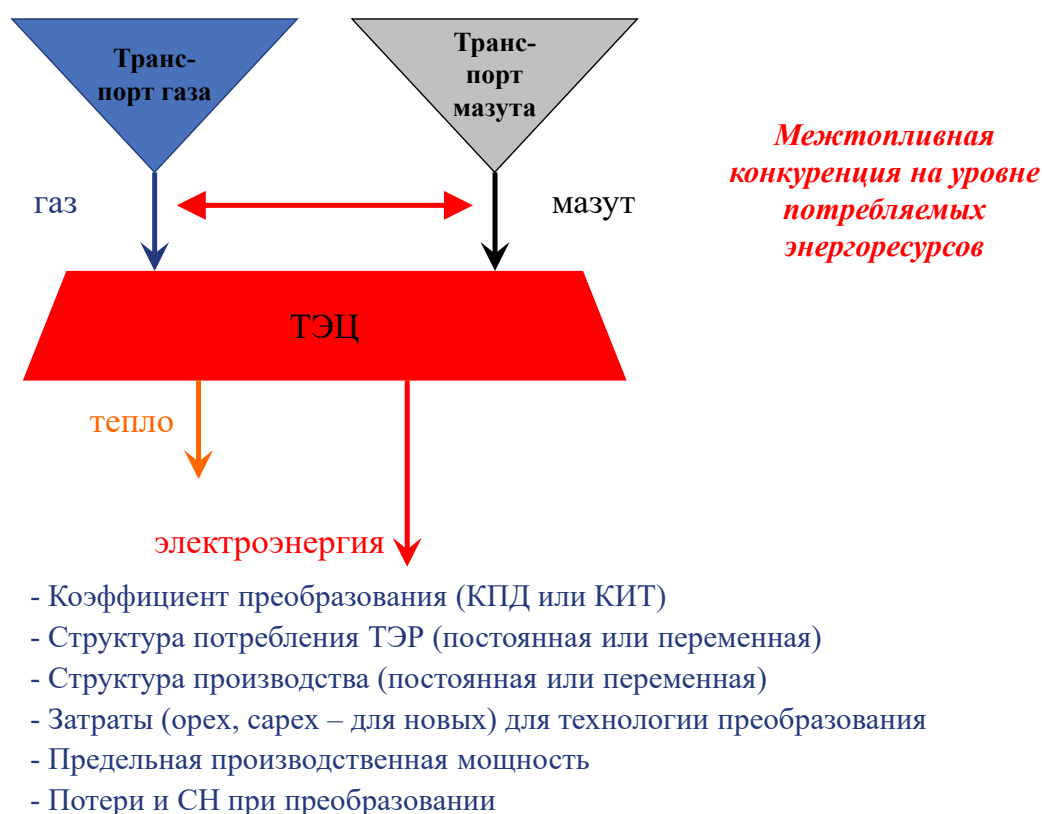 Транс-
порт газа
Транс-
порт
мазута
Межтопливная
конкуренция на уровне
потребляемых
энергоресурсов
газ
мазут
ТЭЦ
тепло
электроэнергия
- Коэффициент преобразования (КПД или КИТ)
- Структура потребления ТЭР (постоянная или переменная)
- Структура производства (постоянная или переменная)
- Затраты (opex, capex – для новых) для технологии преобразования
- Предельная производственная мощность
- Потери и СН при преобразовании